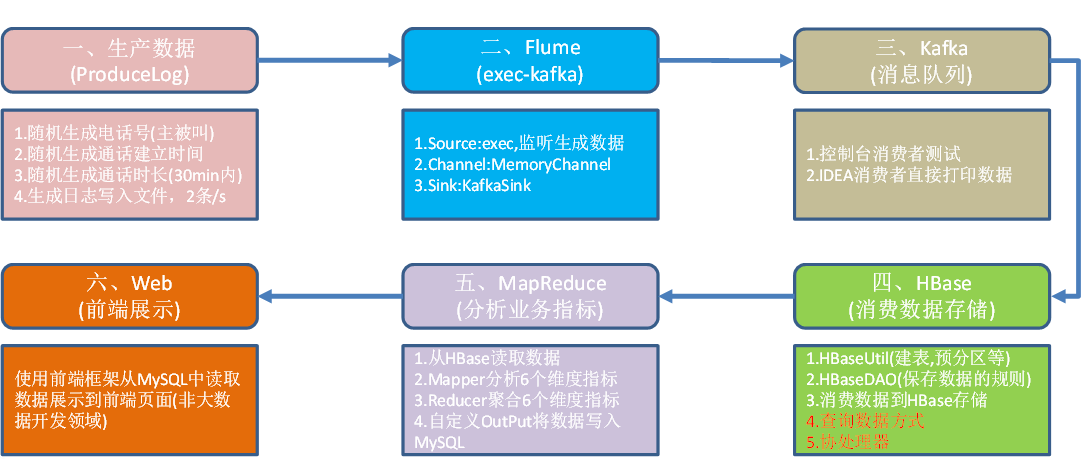 一、生产数据
(ProduceLog)
二、Flume
(exec-kafka)
三、Kafka
(消息队列)
1.随机生成电话号(主被叫)
2.随机生成通话建立时间
3.随机生成通话时长(30min内)
4.生成日志写入文件，2条/s
1.Source:exec,监听生成数据
2.Channel:MemoryChannel
3.Sink:KafkaSink
1.控制台消费者测试
2.IDEA消费者直接打印数据
六、Web
(前端展示)
五、MapReduce
(分析业务指标)
四、HBase
(消费数据存储)
使用前端框架从MySQL中读取
数据展示到前端页面(非大数
据开发领域)
1.从HBase读取数据
2.Mapper分析6个维度指标
3.Reducer聚合6个维度指标
4.自定义OutPut将数据写入
MySQL
1.HBaseUtil(建表,预分区等)
2.HBaseDAO(保存数据的规则)
3.消费数据到HBase存储
4.查询数据方式
5.协处理器